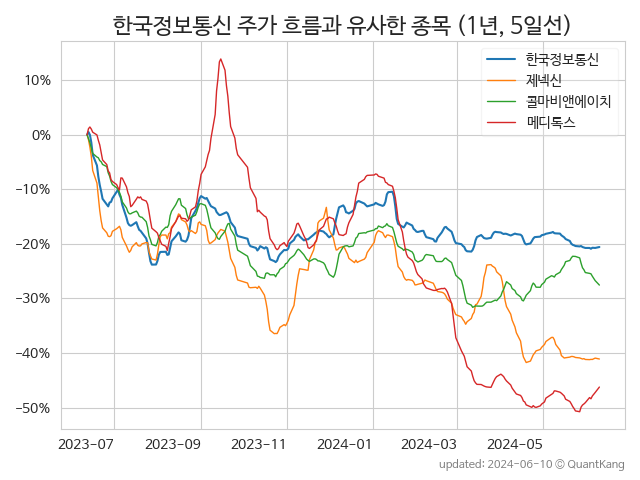 한국정보통신 주가 흐름과 유사한 종목 (1년, 5일선)
한국정보통신
제넥신
콜마비앤에이치
메디톡스
10%
0%
−10%
−20%
−30%
−40%
−50%
2023-07
2023-09
2023-11
2024-01
2024-03
2024-05
updated: 2024-06-10 © QuantKang